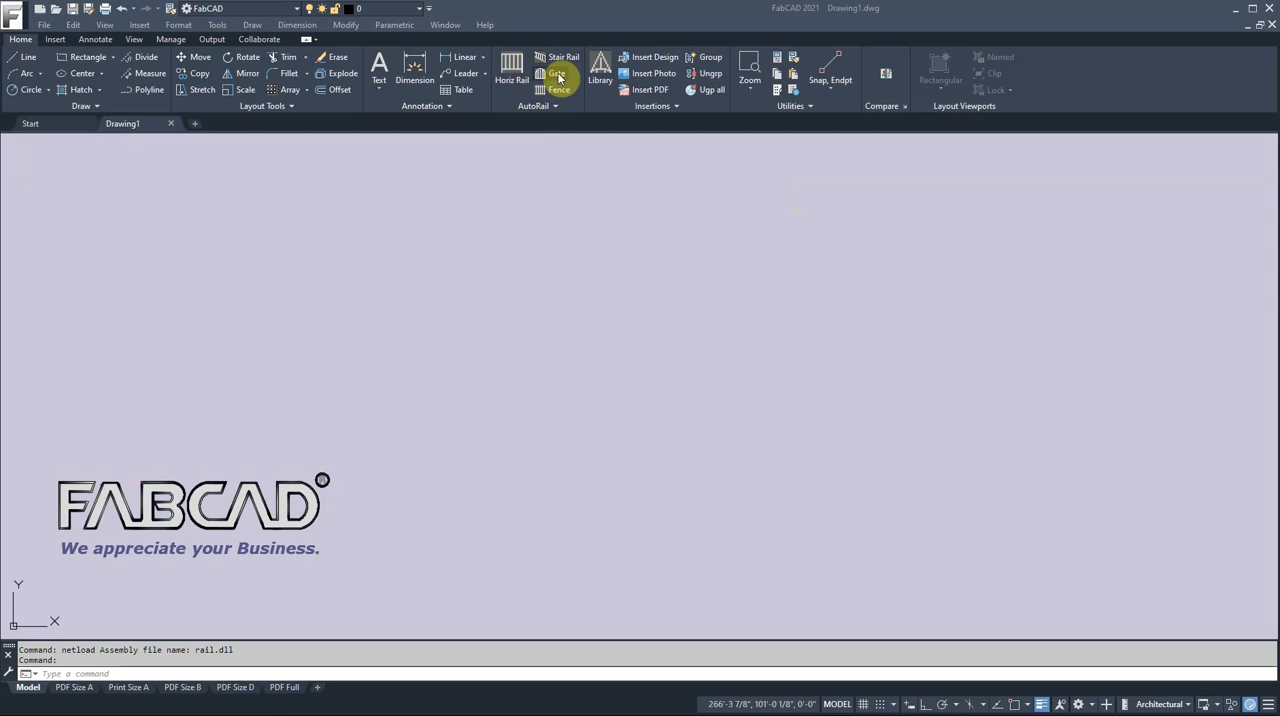 FabCAD 0 FabCAD 2021 Drawing1.dwg
File Edit View Insert Format Tools Draw Dimension Modify Parametric Window Help
Home Insert Annotate View Manage Output Collaborate
Line Rectangle Divide Move Rotate Trim Erase Linear Stair Rail Insert Design Group Named
Arc Center Measure Copy Mirror Fillet Explode Text Dimension Leader Horiz Rail Gate Library Insert Photo Ungrp Zoom Snap, Endpt Rectangular Clip
Circle Hatch Polyline Stretch Scale Array Offset Table Fence Insert PDF Ugp all Lock
Draw Layout Tools Annotation AutoRail Insertions Utilities Compare Layout Viewports
Start Drawing1
FABCAD
We appreciate your Business.
Y
X
Command: netload Assembly file name: rail.dll
Command:
Type a command
Model PDF Size A Print Size A PDF Size B PDF Size D PDF Full
266'-3 7/8", 101'-0 1/8", 0'-0" MODEL Architectural